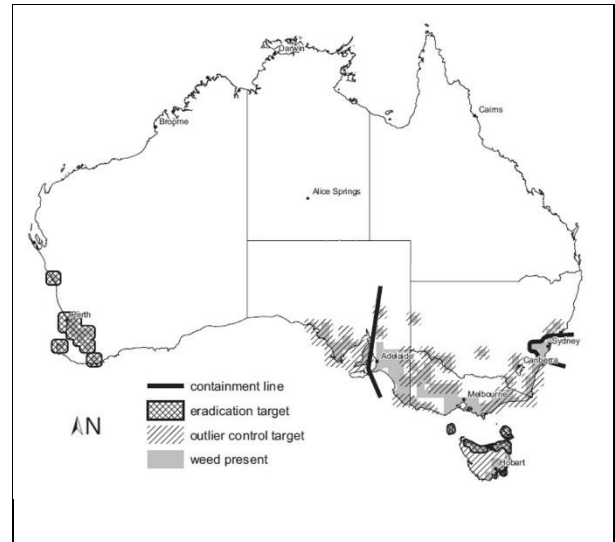 Darwin
Cairns
Broome
Alice Springs
Perth
Adelaide
Sydney
Canberra
Melbourne
Hobart
containment line
eradication target
outlier control target
weed present
N